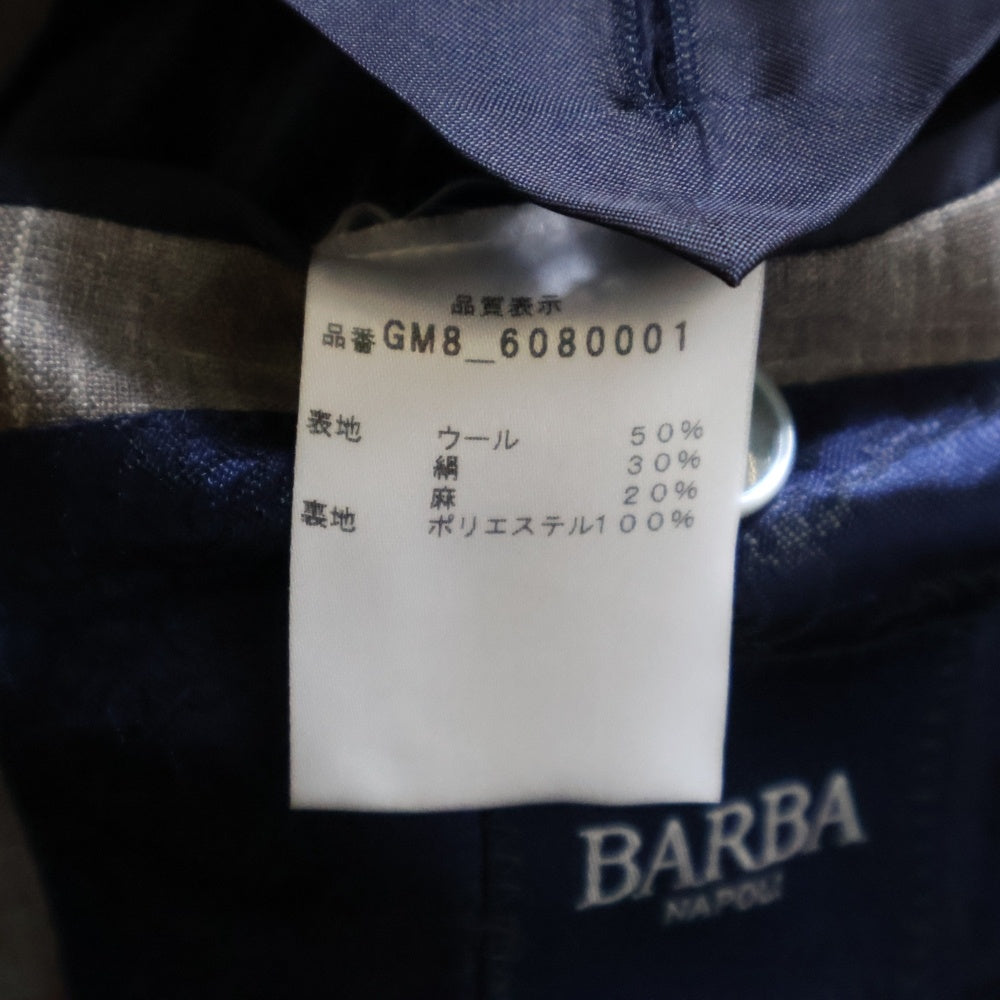 品質表示
品番GM8_6080001
表地 ウール 50%
絹 30%
麻 20%
裏地 ポリエステル100%
BARBA
NAPOLI